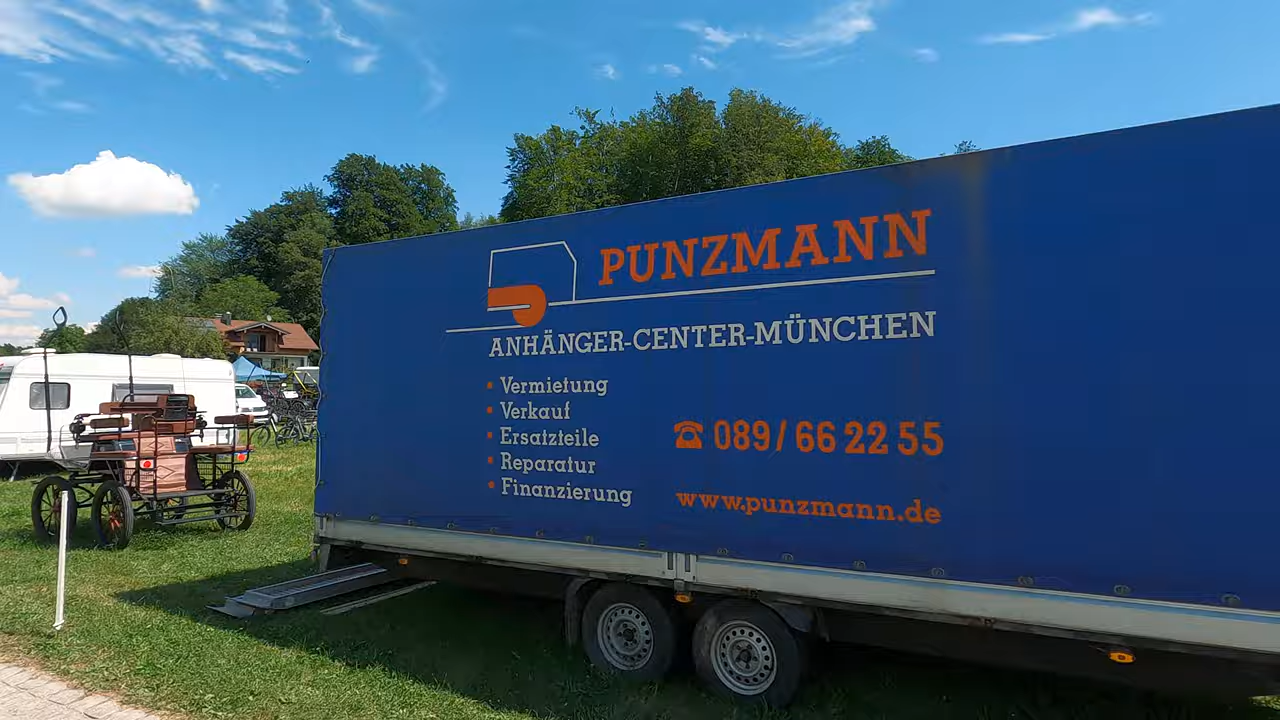 PUNZMANN
ANHÄNGER-CENTER-MÜNCHEN
• Vermietung
• Verkauf
• Ersatzteile
• Reparatur
• Finanzierung
☎ 089 / 66 22 55
www.punzmann.de